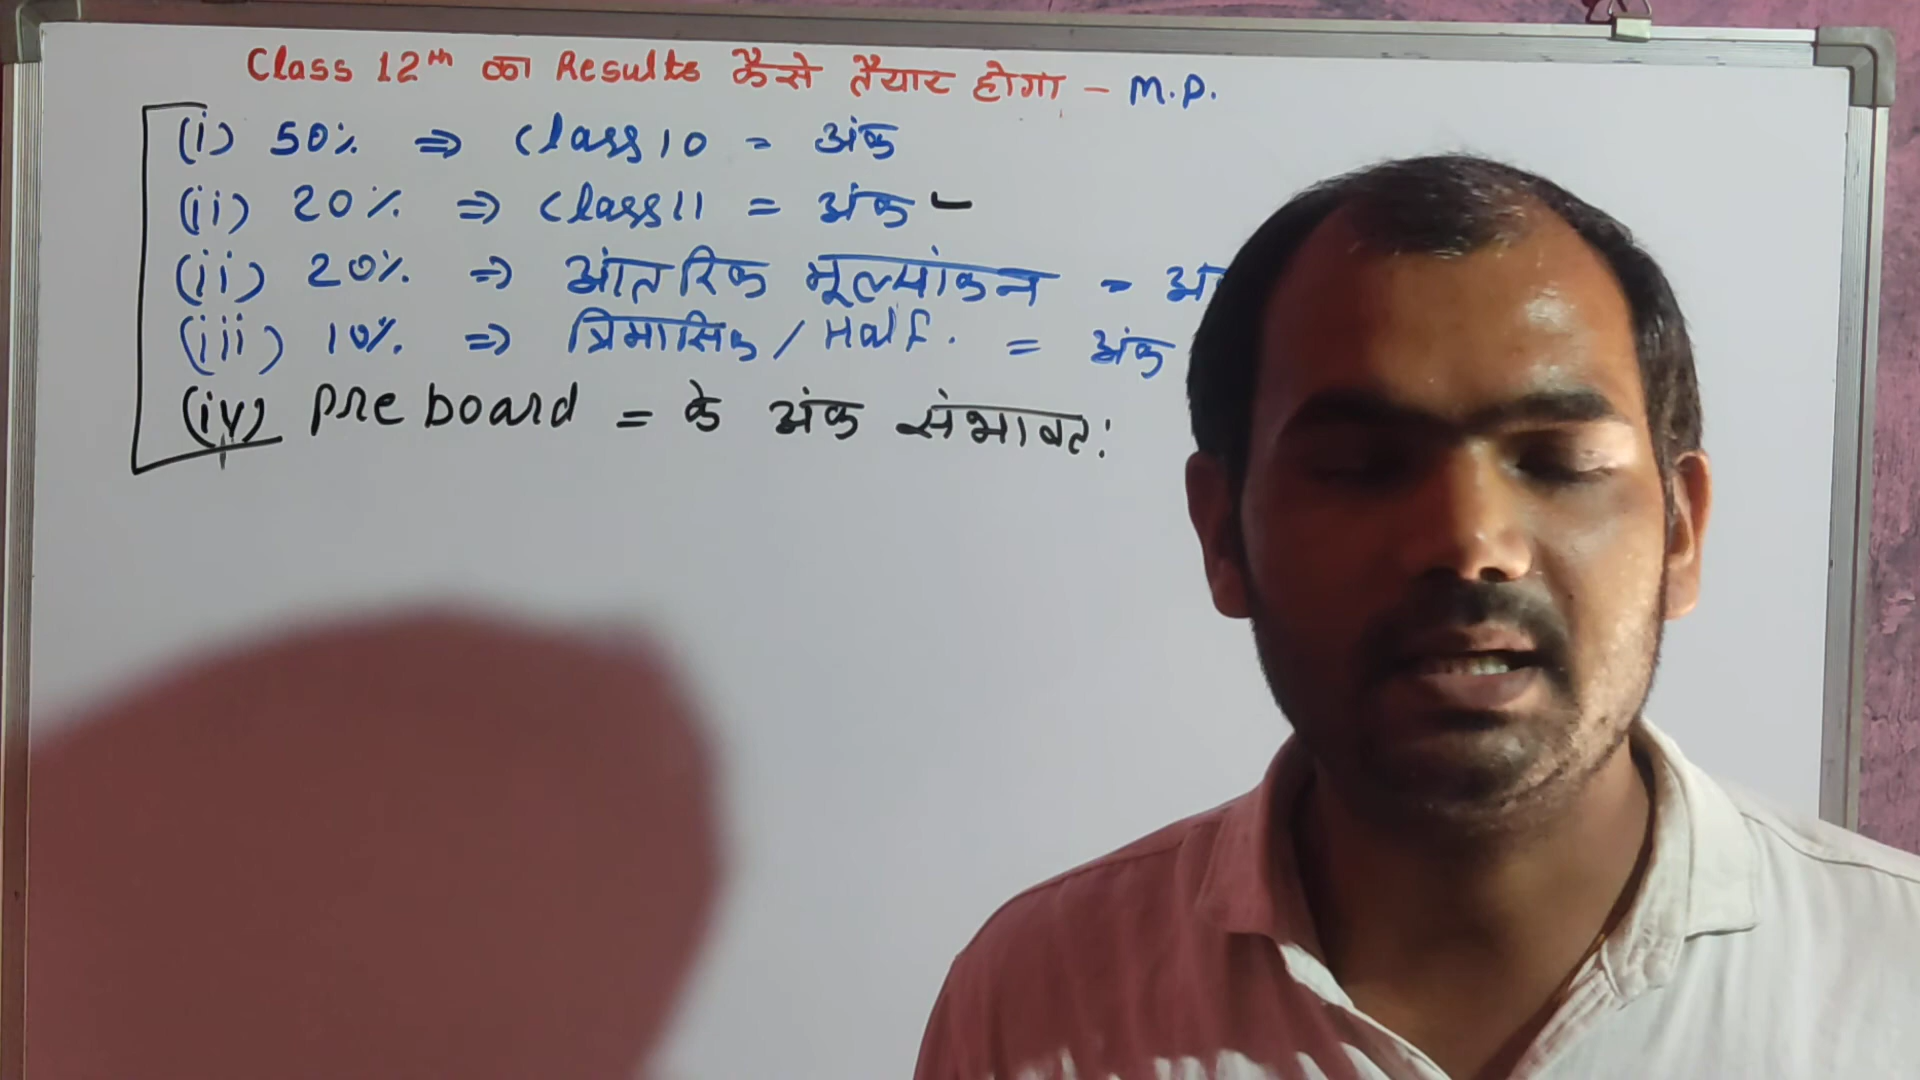 Class 12th का Results कैसे तैयार होगा - M.P.
(i) 50% ⇒ Class 10 = अंक
(ii) 20% ⇒ Class 11 = अंक -
(ii) 20% ⇒ आंतरिक मूल्यांकन =
(iii) 10% ⇒ त्रिमासिक / Half. = अंक
(iv) Pre board = के अंक संभावत: